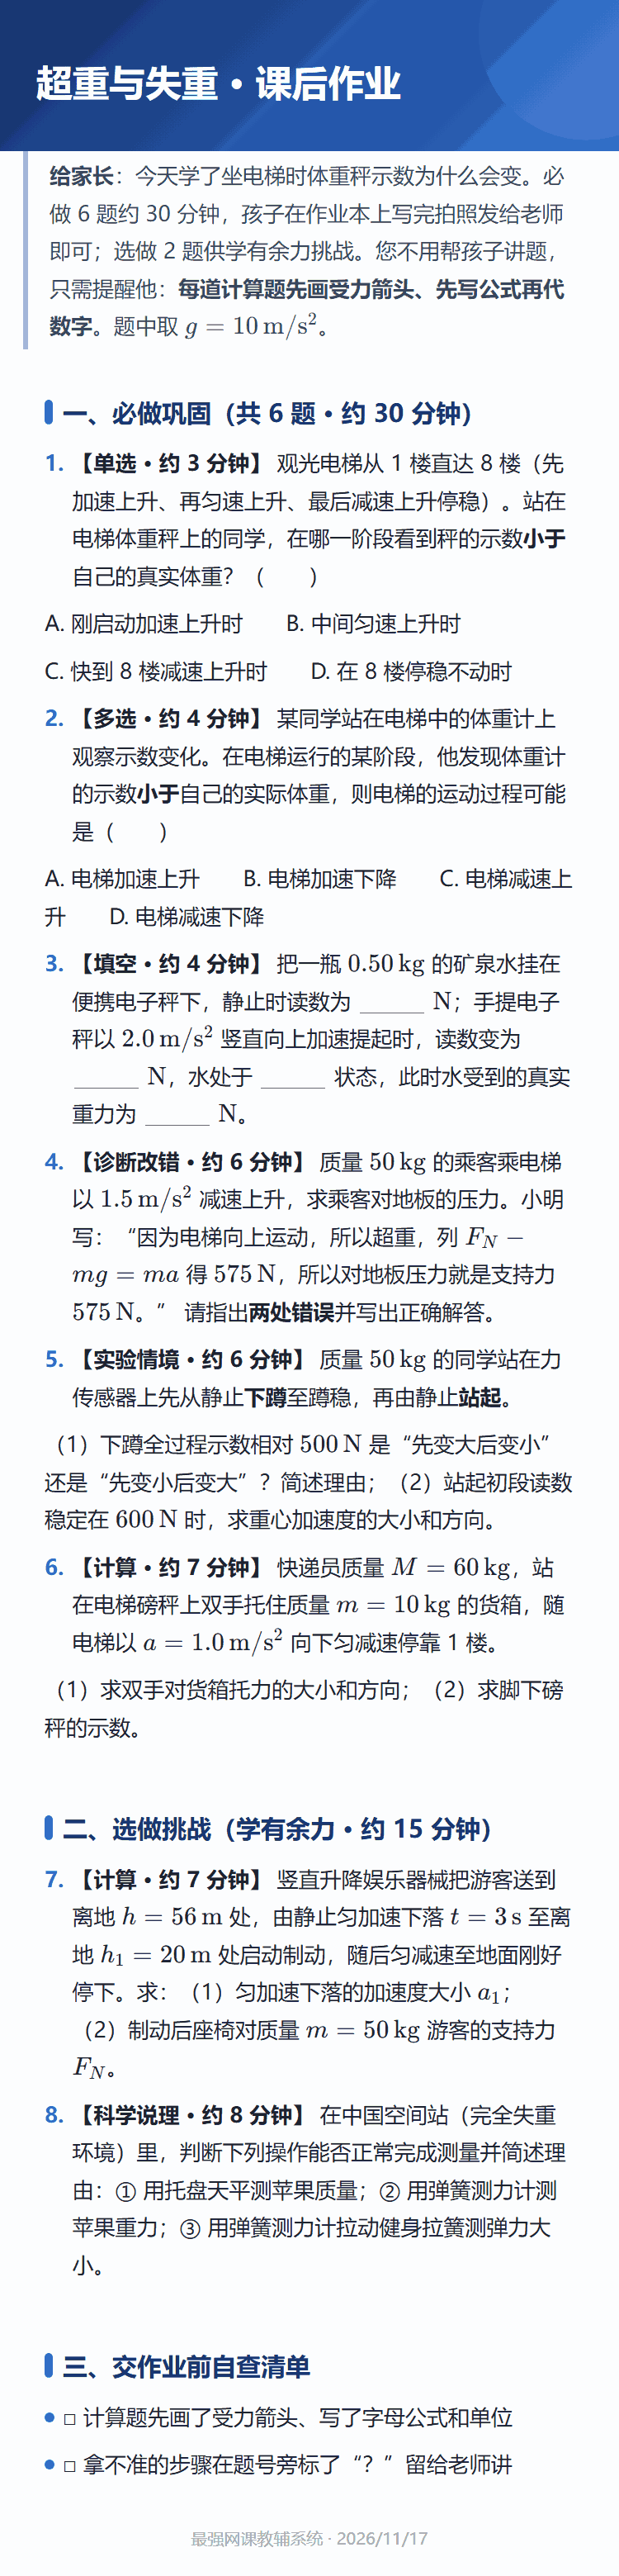 超重与失重 · 课后作业
给家长：今天学了坐电梯时体重秤示数为什么会变。必
做 6 题约 30 分钟，孩子在作业本上写完拍照发给老师
即可；选做 2 题供学有余力挑战。您不用帮孩子讲题，
只需提醒他：每道计算题先画受力箭头、先写公式再代
数字。题中取 g = 10 m/s²。
一、必做巩固（共 6 题 · 约 30 分钟）
1. 【单选 · 约 3 分钟】 观光电梯从 1 楼直达 8 楼（先
加速上升、再匀速上升、最后减速上升停稳）。站在
电梯体重秤上的同学，在哪一阶段看到秤的示数小于
自己的真实体重？（　　）
A. 刚启动加速上升时　　B. 中间匀速上升时
C. 快到 8 楼减速上升时　　D. 在 8 楼停稳不动时
2. 【多选 · 约 4 分钟】 某同学站在电梯中的体重计上
观察示数变化。在电梯运行的某阶段，他发现体重计
的示数小于自己的实际体重，则电梯的运动过程可能
是（　　）
A. 电梯加速上升　　B. 电梯加速下降　　C. 电梯减速上
升　　D. 电梯减速下降
3. 【填空 · 约 4 分钟】 把一瓶 0.50 kg 的矿泉水挂在
便携电子秤下，静止时读数为 ______ N；手提电子
秤以 2.0 m/s² 竖直向上加速提起时，读数变为
______ N，水处于 ______ 状态，此时水受到的真实
重力为 ______ N。
4. 【诊断改错 · 约 6 分钟】 质量 50 kg 的乘客乘电梯
以 1.5 m/s² 减速上升，求乘客对地板的压力。小明
写：“因为电梯向上运动，所以超重，列 F_N −
mg = ma 得 575 N，所以对地板压力就是支持力
575 N。” 请指出两处错误并写出正确解答。
5. 【实验情境 · 约 6 分钟】 质量 50 kg 的同学站在力
传感器上先从静止下蹲至蹲稳，再由静止站起。
（1）下蹲全过程示数相对 500 N 是“先变大后变小”
还是“先变小后变大”？简述理由；（2）站起初段读数
稳定在 600 N 时，求重心加速度的大小和方向。
6. 【计算 · 约 7 分钟】 快递员质量 M = 60 kg，站
在电梯磅秤上双手托住质量 m = 10 kg 的货箱，随
电梯以 a = 1.0 m/s² 向下匀减速停靠 1 楼。
（1）求双手对货箱托力的大小和方向；（2）求脚下磅
秤的示数。
二、选做挑战（学有余力 · 约 15 分钟）
7. 【计算 · 约 7 分钟】 竖直升降娱乐器械把游客送到
离地 h = 56 m 处，由静止匀加速下落 t = 3 s 至离
地 h₁ = 20 m 处启动制动，随后匀减速至地面刚好
停下。求：（1）匀加速下落的加速度大小 a₁；
（2）制动后座椅对质量 m = 50 kg 游客的支持力
F_N。
8. 【科学说理 · 约 8 分钟】 在中国空间站（完全失重
环境）里，判断下列操作能否正常完成测量并简述理
由：① 用托盘天平测苹果质量；② 用弹簧测力计测
苹果重力；③ 用弹簧测力计拉动健身拉簧测弹力大
小。
三、交作业前自查清单
• □ 计算题先画了受力箭头、写了字母公式和单位
• □ 拿不准的步骤在题号旁标了“？”留给老师讲
最强网课教辅系统 · 2026/11/17